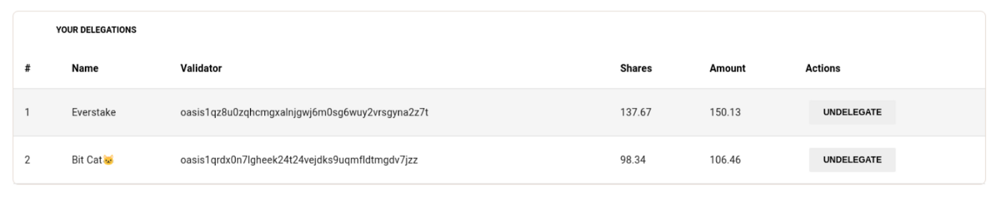 YOUR DELEGATIONS
# Name Validator Shares Amount Actions
1 Everstake oasis1qz8u0zqhcmgxalnjgwj6m0sg6wuy2vrsgyna2z7t 137.67 150.13 UNDELEGATE
2 Bit Cat🐱 oasis1qrdx0n7lgheek24t24vejdks9uqmfldtmgdv7jzz 98.34 106.46 UNDELEGATE